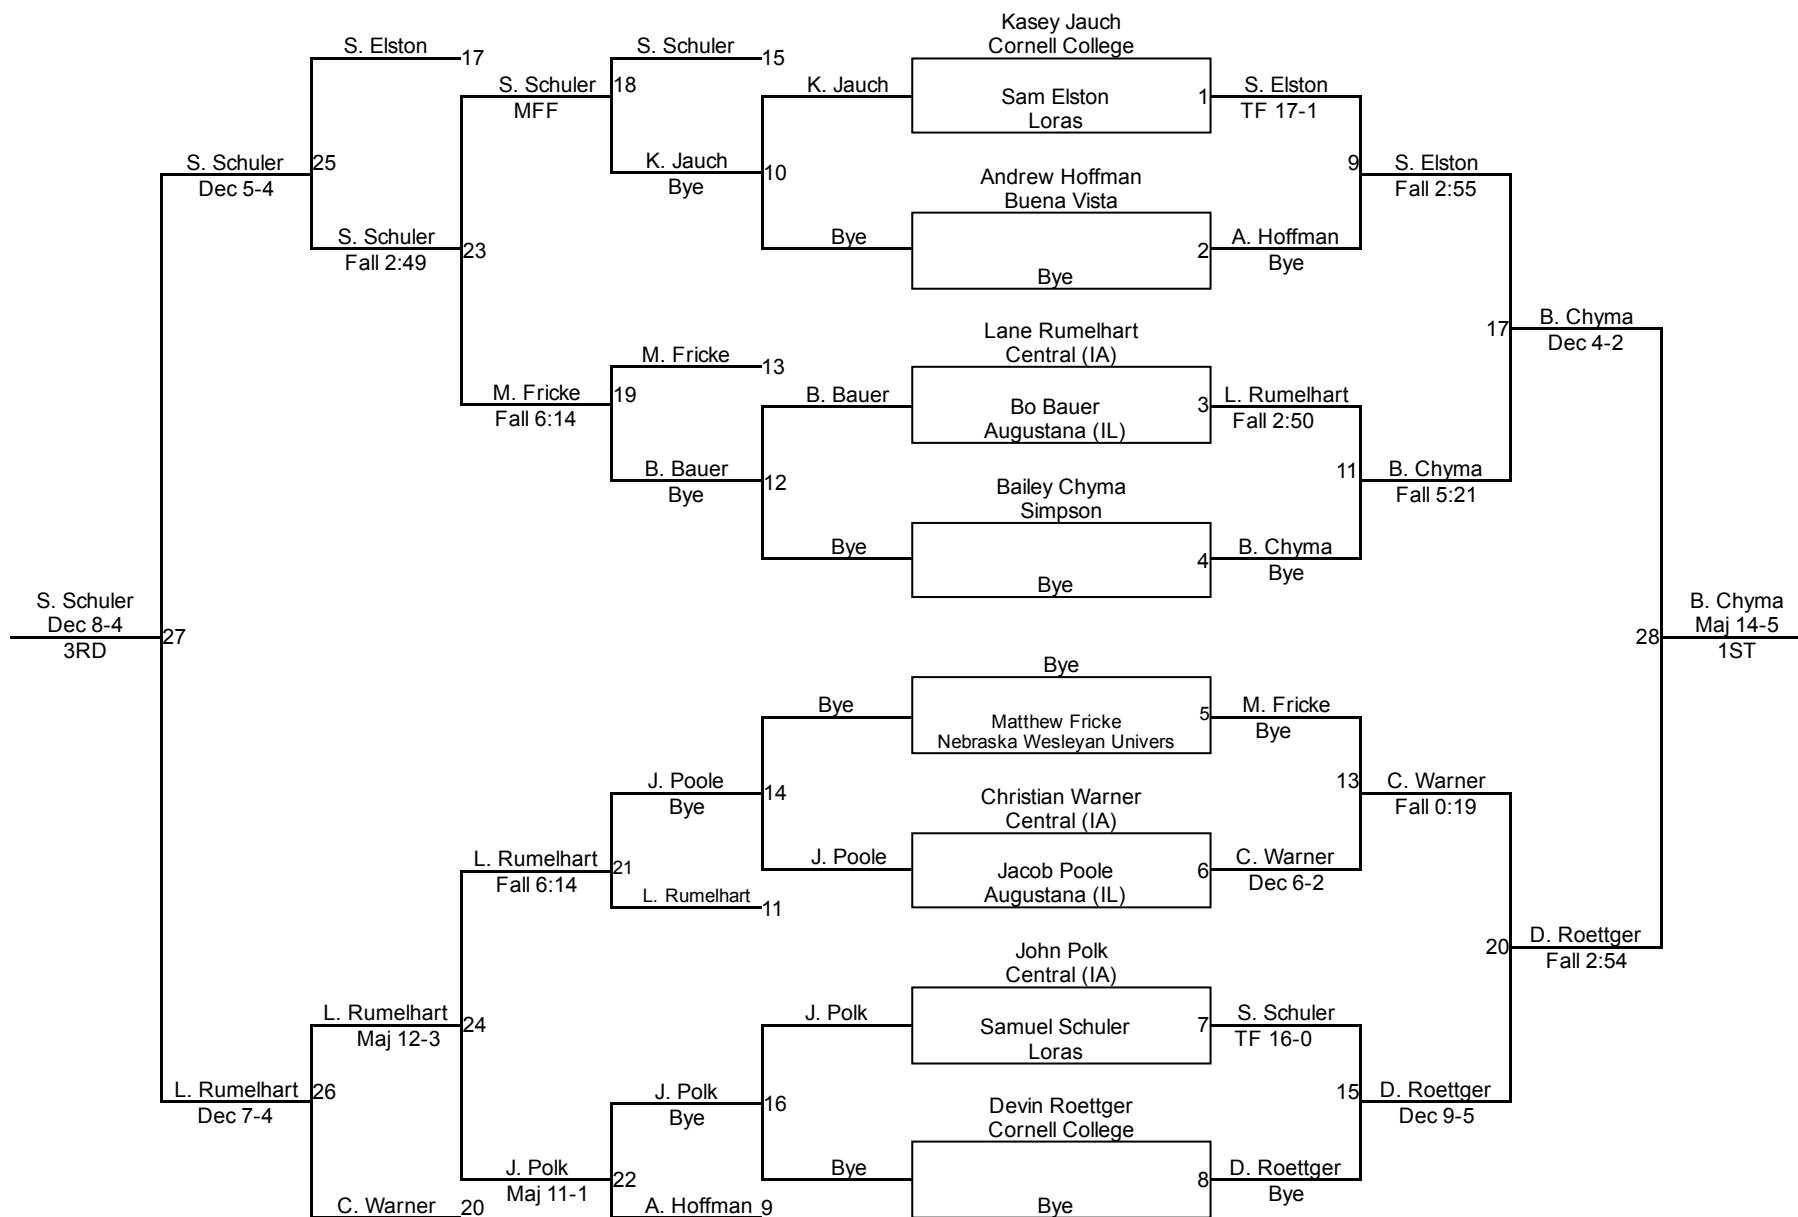 Kasey Jauch
Cornell College
S. Elston
17
S. Schuler
15
S. Schuler
MFF
18
K. Jauch
Sam Elston
Loras
1
S. Elston
TF 17-1
S. Schuler
Dec 5-4
25
K. Jauch
Bye
10
Andrew Hoffman
Buena Vista
9
S. Elston
Fall 2:55
S. Schuler
Fall 2:49
23
Bye
Bye
2
A. Hoffman
Bye
Lane Rumelhart
Central (IA)
17
B. Chyma
Dec 4-2
M. Fricke
13
M. Fricke
Fall 6:14
19
B. Bauer
Bo Bauer
Augustana (IL)
3
L. Rumelhart
Fall 2:50
B. Bauer
Bye
12
Bailey Chyma
Simpson
11
B. Chyma
Fall 5:21
Bye
Bye
4
B. Chyma
Bye
S. Schuler
Dec 8-4
3RD
27
28
B. Chyma
Maj 14-5
1ST
Bye
Bye
Matthew Fricke
Nebraska Wesleyan Univers
5
M. Fricke
Bye
J. Poole
Bye
14
Christian Warner
Central (IA)
13
C. Warner
Fall 0:19
L. Rumelhart
Fall 6:14
21
J. Poole
Jacob Poole
Augustana (IL)
6
C. Warner
Dec 6-2
L. Rumelhart
11
John Polk
Central (IA)
20
D. Roettger
Fall 2:54
L. Rumelhart
Maj 12-3
24
J. Polk
Samuel Schuler
Loras
7
S. Schuler
TF 16-0
L. Rumelhart
Dec 7-4
26
J. Polk
Bye
16
Devin Roettger
Cornell College
15
D. Roettger
Dec 9-5
J. Polk
Maj 11-1
22
Bye
Bye
8
D. Roettger
Bye
C. Warner
20
A. Hoffman
9